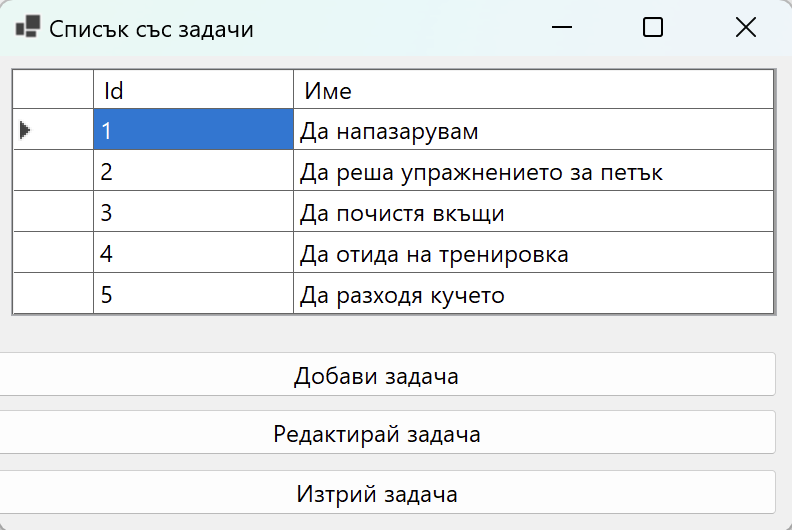 Списък със задачи
Id Име
1 Да напазарувам
2 Да реша упражнението за петък
3 Да почистя вкъщи
4 Да отида на тренировка
5 Да разходя кучето
Добави задача
Редактирай задача
Изтрий задача